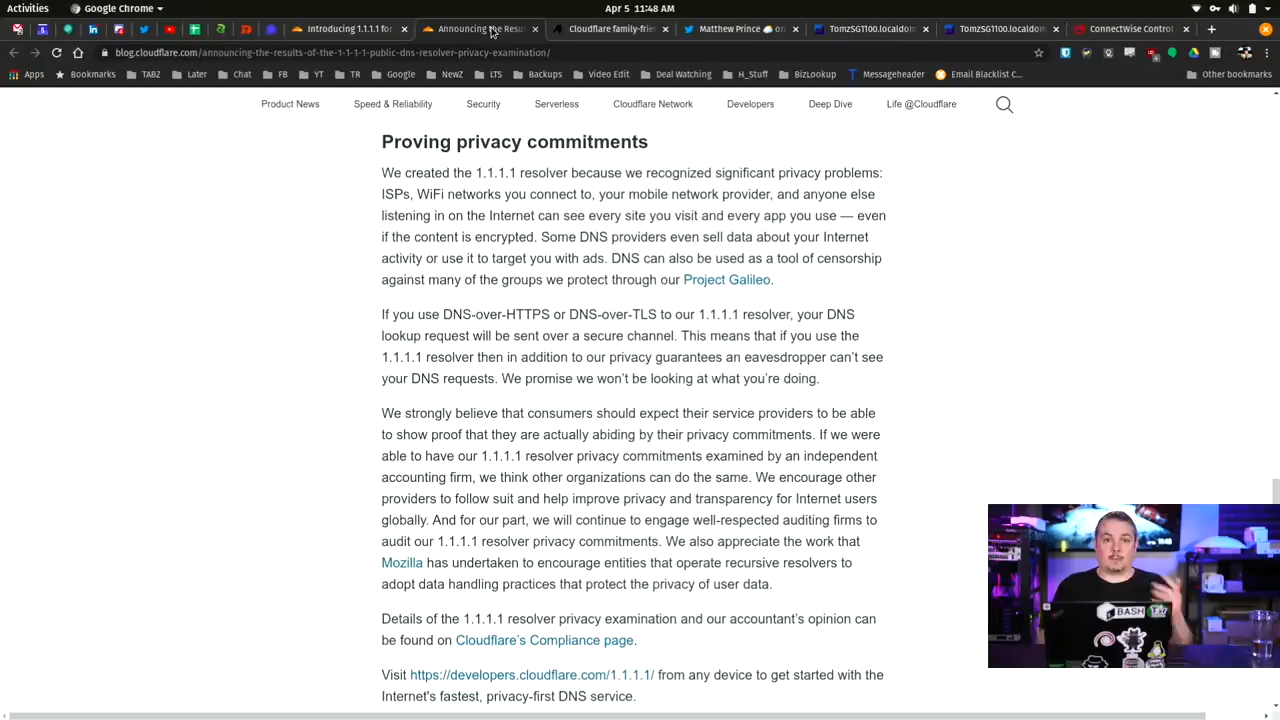 Activities
Google Chrome
Apr 5 11:48 AM
Introducing 1.1.1.1 for
Announcing the Resu
Cloudflare family-frie
Matthew Prince on
TomzSG1100.localdom
TomzSG1100.localdom
ConnectWise Control
blog.cloudflare.com/announcing-the-results-of-the-1-1-1-1-public-dns-resolver-privacy-examination/
Apps
Bookmarks
TABZ
Later
Chat
FB
YT
TR
Google
NewZ
LTS
Backups
Video Edit
Deal Watching
H_Stuff
BizLookup
Messageheader
Email Blacklist C...
Other bookmarks
Product News
Speed & Reliability
Security
Serverless
Cloudflare Network
Developers
Deep Dive
Life @Cloudflare
Proving privacy commitments
We created the 1.1.1.1 resolver because we recognized significant privacy problems:
ISPs, WiFi networks you connect to, your mobile network provider, and anyone else
listening in on the Internet can see every site you visit and every app you use — even
if the content is encrypted. Some DNS providers even sell data about your Internet
activity or use it to target you with ads. DNS can also be used as a tool of censorship
against many of the groups we protect through our Project Galileo.
If you use DNS-over-HTTPS or DNS-over-TLS to our 1.1.1.1 resolver, your DNS
lookup request will be sent over a secure channel. This means that if you use the
1.1.1.1 resolver then in addition to our privacy guarantees an eavesdropper can't see
your DNS requests. We promise we won't be looking at what you're doing.
We strongly believe that consumers should expect their service providers to be able
to show proof that they are actually abiding by their privacy commitments. If we were
able to have our 1.1.1.1 resolver privacy commitments examined by an independent
accounting firm, we think other organizations can do the same. We encourage other
providers to follow suit and help improve privacy and transparency for Internet users
globally. And for our part, we will continue to engage well-respected auditing firms to
audit our 1.1.1.1 resolver privacy commitments. We also appreciate the work that
Mozilla has undertaken to encourage entities that operate recursive resolvers to
adopt data handling practices that protect the privacy of user data.
Details of the 1.1.1.1 resolver privacy examination and our accountant's opinion can
be found on Cloudflare's Compliance page.
Visit https://developers.cloudflare.com/1.1.1.1/ from any device to get started with the
Internet's fastest, privacy-first DNS service.
BASH